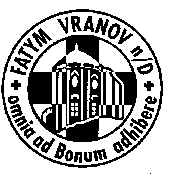 + FATYM VRANOV n/D +
omnia ad Bonum adhibere